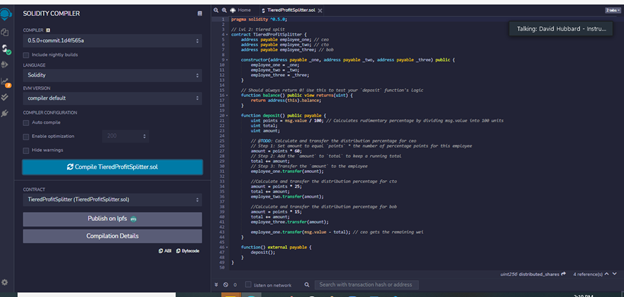 SOLIDITY COMPILER
COMPILER
0.5.0+commit.1d4f565a
Include nightly builds
LANGUAGE
Solidity
EVM VERSION
compiler default
COMPILER CONFIGURATION
Auto compile
Enable optimization
200
Hide warnings
Compile TieredProfitSplitter.sol
CONTRACT
TieredProfitSplitter (TieredProfitSplitter.sol)
Publish on Ipfs
Compilation Details
ABI
Bytecode
Home
TieredProfitSplitter.sol
Talking: David Hubbard - Instru...
pragma solidity ^0.5.0;
// lvl 2: tiered split
contract TieredProfitSplitter {
address payable employee_one; // ceo
address payable employee_two; // cto
address payable employee_three; // bob
constructor(address payable _one, address payable _two, address payable _three) public {
employee_one = _one;
employee_two = _two;
employee_three = _three;
}
// Should always return 0! Use this to test your `deposit` function's logic
function balance() public view returns(uint) {
return address(this).balance;
}
function deposit() public payable {
uint points = msg.value / 100; // Calculates rudimentary percentage by dividing msg.value into 100 units
uint total;
uint amount;
// @TODO: Calculate and transfer the distribution percentage for ceo
// Step 1: Set amount to equal `points` * the number of percentage points for this employee
amount = points * 60;
// Step 2: Add the `amount` to `total` to keep a running total
total += amount;
// Step 3: Transfer the `amount` to the employee
employee_one.transfer(amount);
//Calculate and transfer the distribution percentage for cto
amount = points * 25;
total += amount;
employee_two.transfer(amount);
//Calculate and transfer the distribution percentage for bob
amount = points * 15;
total += amount;
employee_three.transfer(amount);
employee_one.transfer(msg.value - total); // ceo gets the remaining wei
}
function() external payable {
deposit();
}
}
uint256 distributed_shares
4 reference(s)
0
listen on network
Search with transaction hash or address